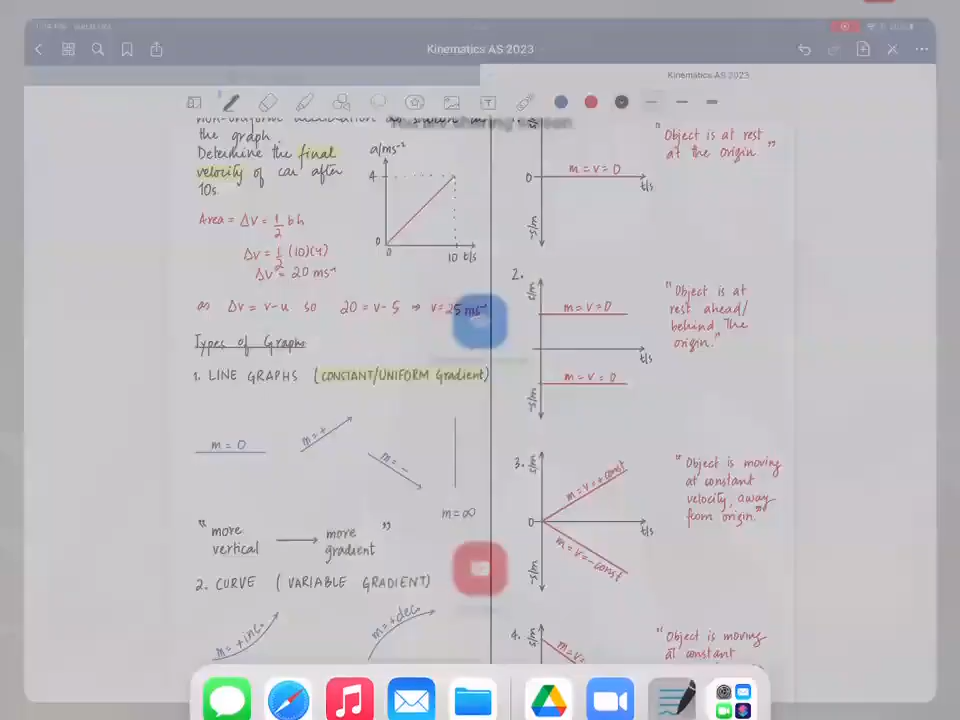 Kinematics AS 2023
Kinematics AS 2023
the graph.
Determine the final
velocity of car after
10s.
a/ms⁻²
4
0
0
10 t/s
Area = Δv = 1/2 bh
Δv = 1/2 (10)(4)
Δv = 20 ms⁻¹
as Δv = v-u so 20 = v-5 → v=25 ms⁻¹
Types of Graphs
1. LINE GRAPHS (CONSTANT/UNIFORM Gradient)
m = 0
m = +
m = -
m = ∞
"more vertical → more gradient"
2. CURVE ( VARIABLE GRADIENT)
m = +inc.
m = +dec.
0
m = v = 0
t/s
-s/m
"Object is at rest
at the origin"
2.
s/m
m = v = 0
t/s
m = v = 0
-s/m
"Object is at
rest ahead/
behind the
origin."
3.
s/m
m = v = +const
0
t/s
m = v = -const
-s/m
"Object is moving
at constant
velocity, away
from origin."
4.
s/m
m = v =
"Object is moving
at constant